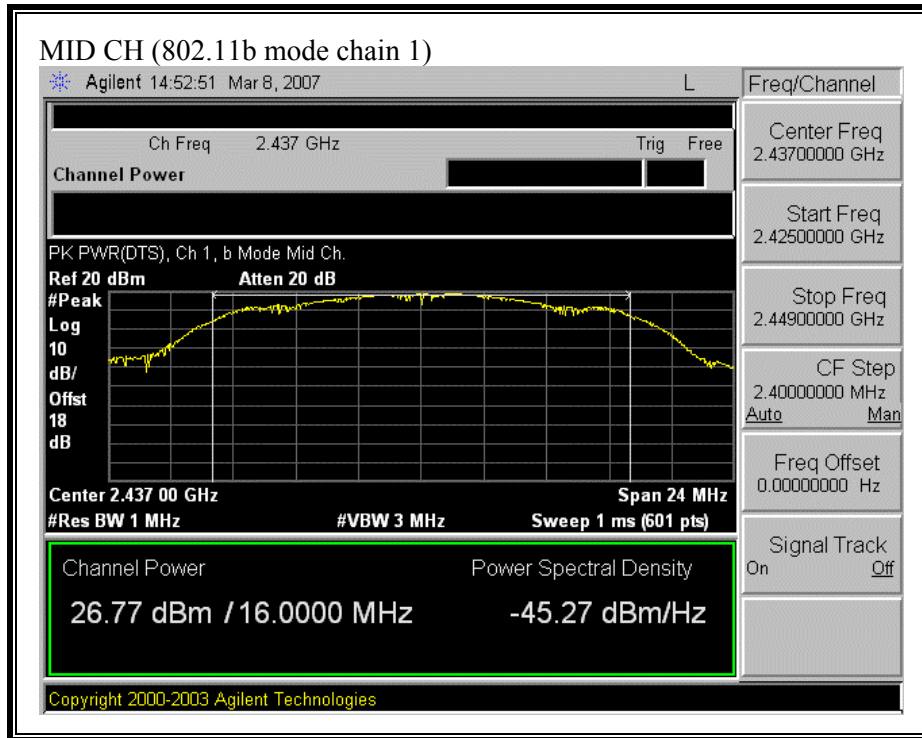 MID CH (802.11b mode chain 1)
Agilent 14:52:51 Mar 8, 2007 L
Freq/Channel
Ch Freq 2.437 GHz Trig Free
Channel Power
Center Freq
2.43700000 GHz
Start Freq
2.42500000 GHz
Stop Freq
2.44900000 GHz
CF Step
2.40000000 MHz
Auto Man
Freq Offset
0.00000000 Hz
Signal Track
On Off
PK PWR(DTS), Ch 1, b Mode Mid Ch.
Ref 20 dBm Atten 20 dB
#Peak
Log
10
dB/
Offst
18
dB
Center 2.437 00 GHz Span 24 MHz
#Res BW 1 MHz #VBW 3 MHz Sweep 1 ms (601 pts)
Channel Power Power Spectral Density
26.77 dBm / 16.0000 MHz -45.27 dBm/Hz
Copyright 2000-2003 Agilent Technologies